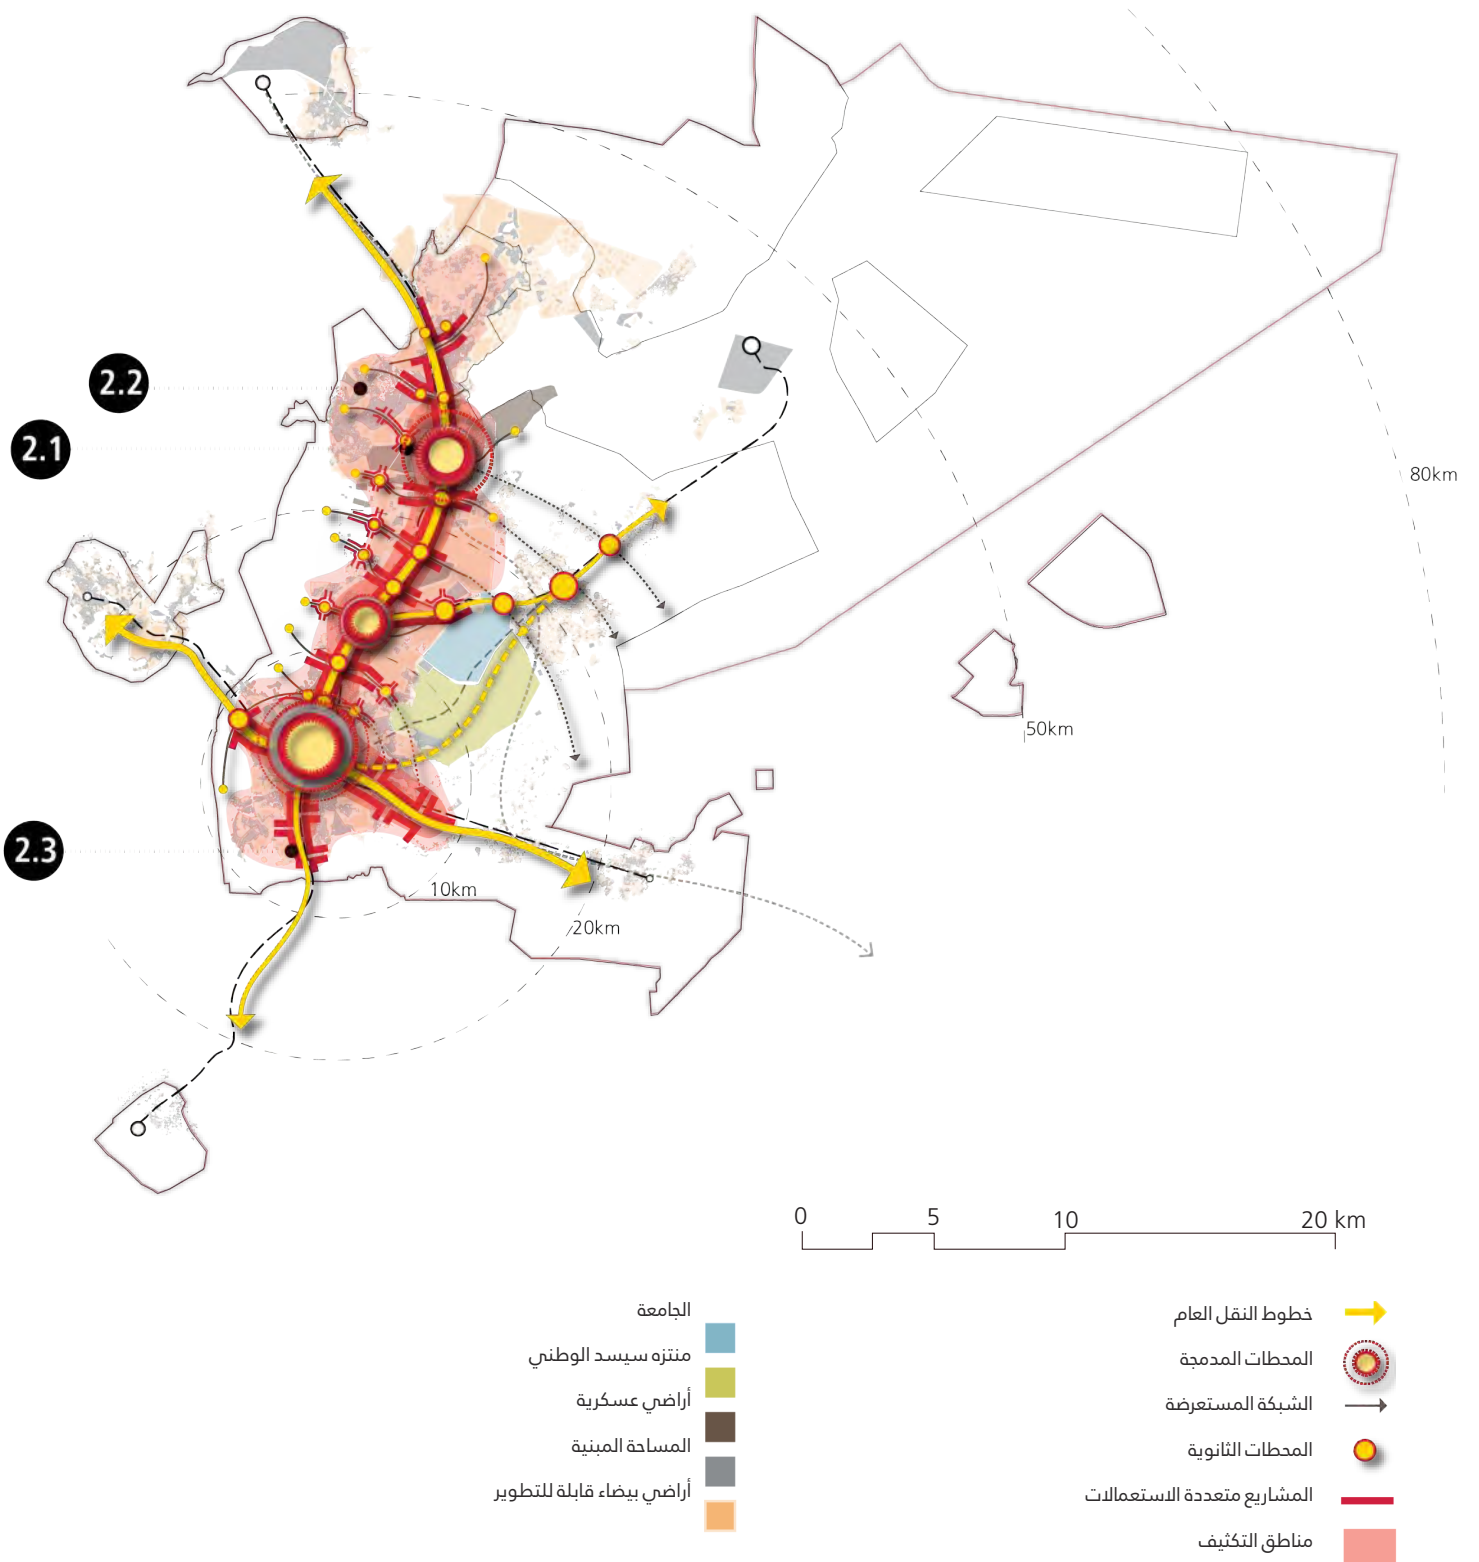 2.2
2.1
80km
50km
2.3
10km
20km
0 5 10 20 km
خطوط النقل العام
المحطات المدمجة
الشبكة المستعرضة
المحطات الثانوية
المشاريع متعددة الاستعمالات
مناطق التكثيف
الجامعة
منتزه سيسد الوطني
أراضي عسكرية
المساحة المبنية
أراضي بيضاء قابلة للتطوير